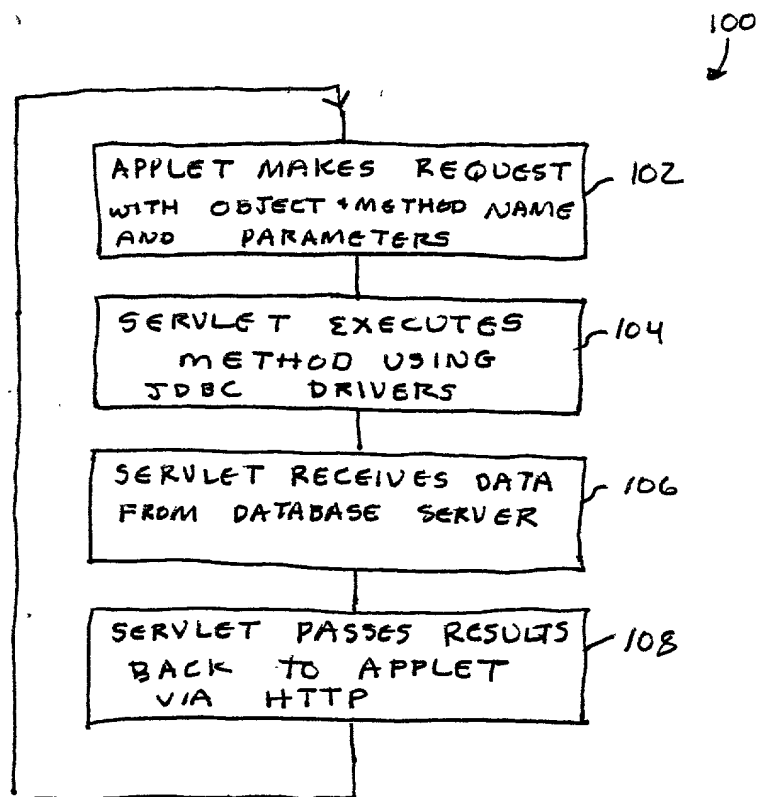 100
APPLET MAKES REQUEST
WITH OBJECT + METHOD NAME
AND PARAMETERS
102
SERVLET EXECUTES
METHOD USING
JDBC DRIVERS
104
SERVLET RECEIVES DATA
FROM DATABASE SERVER
106
SERVLET PASSES RESULTS
BACK TO APPLET
VIA HTTP
108